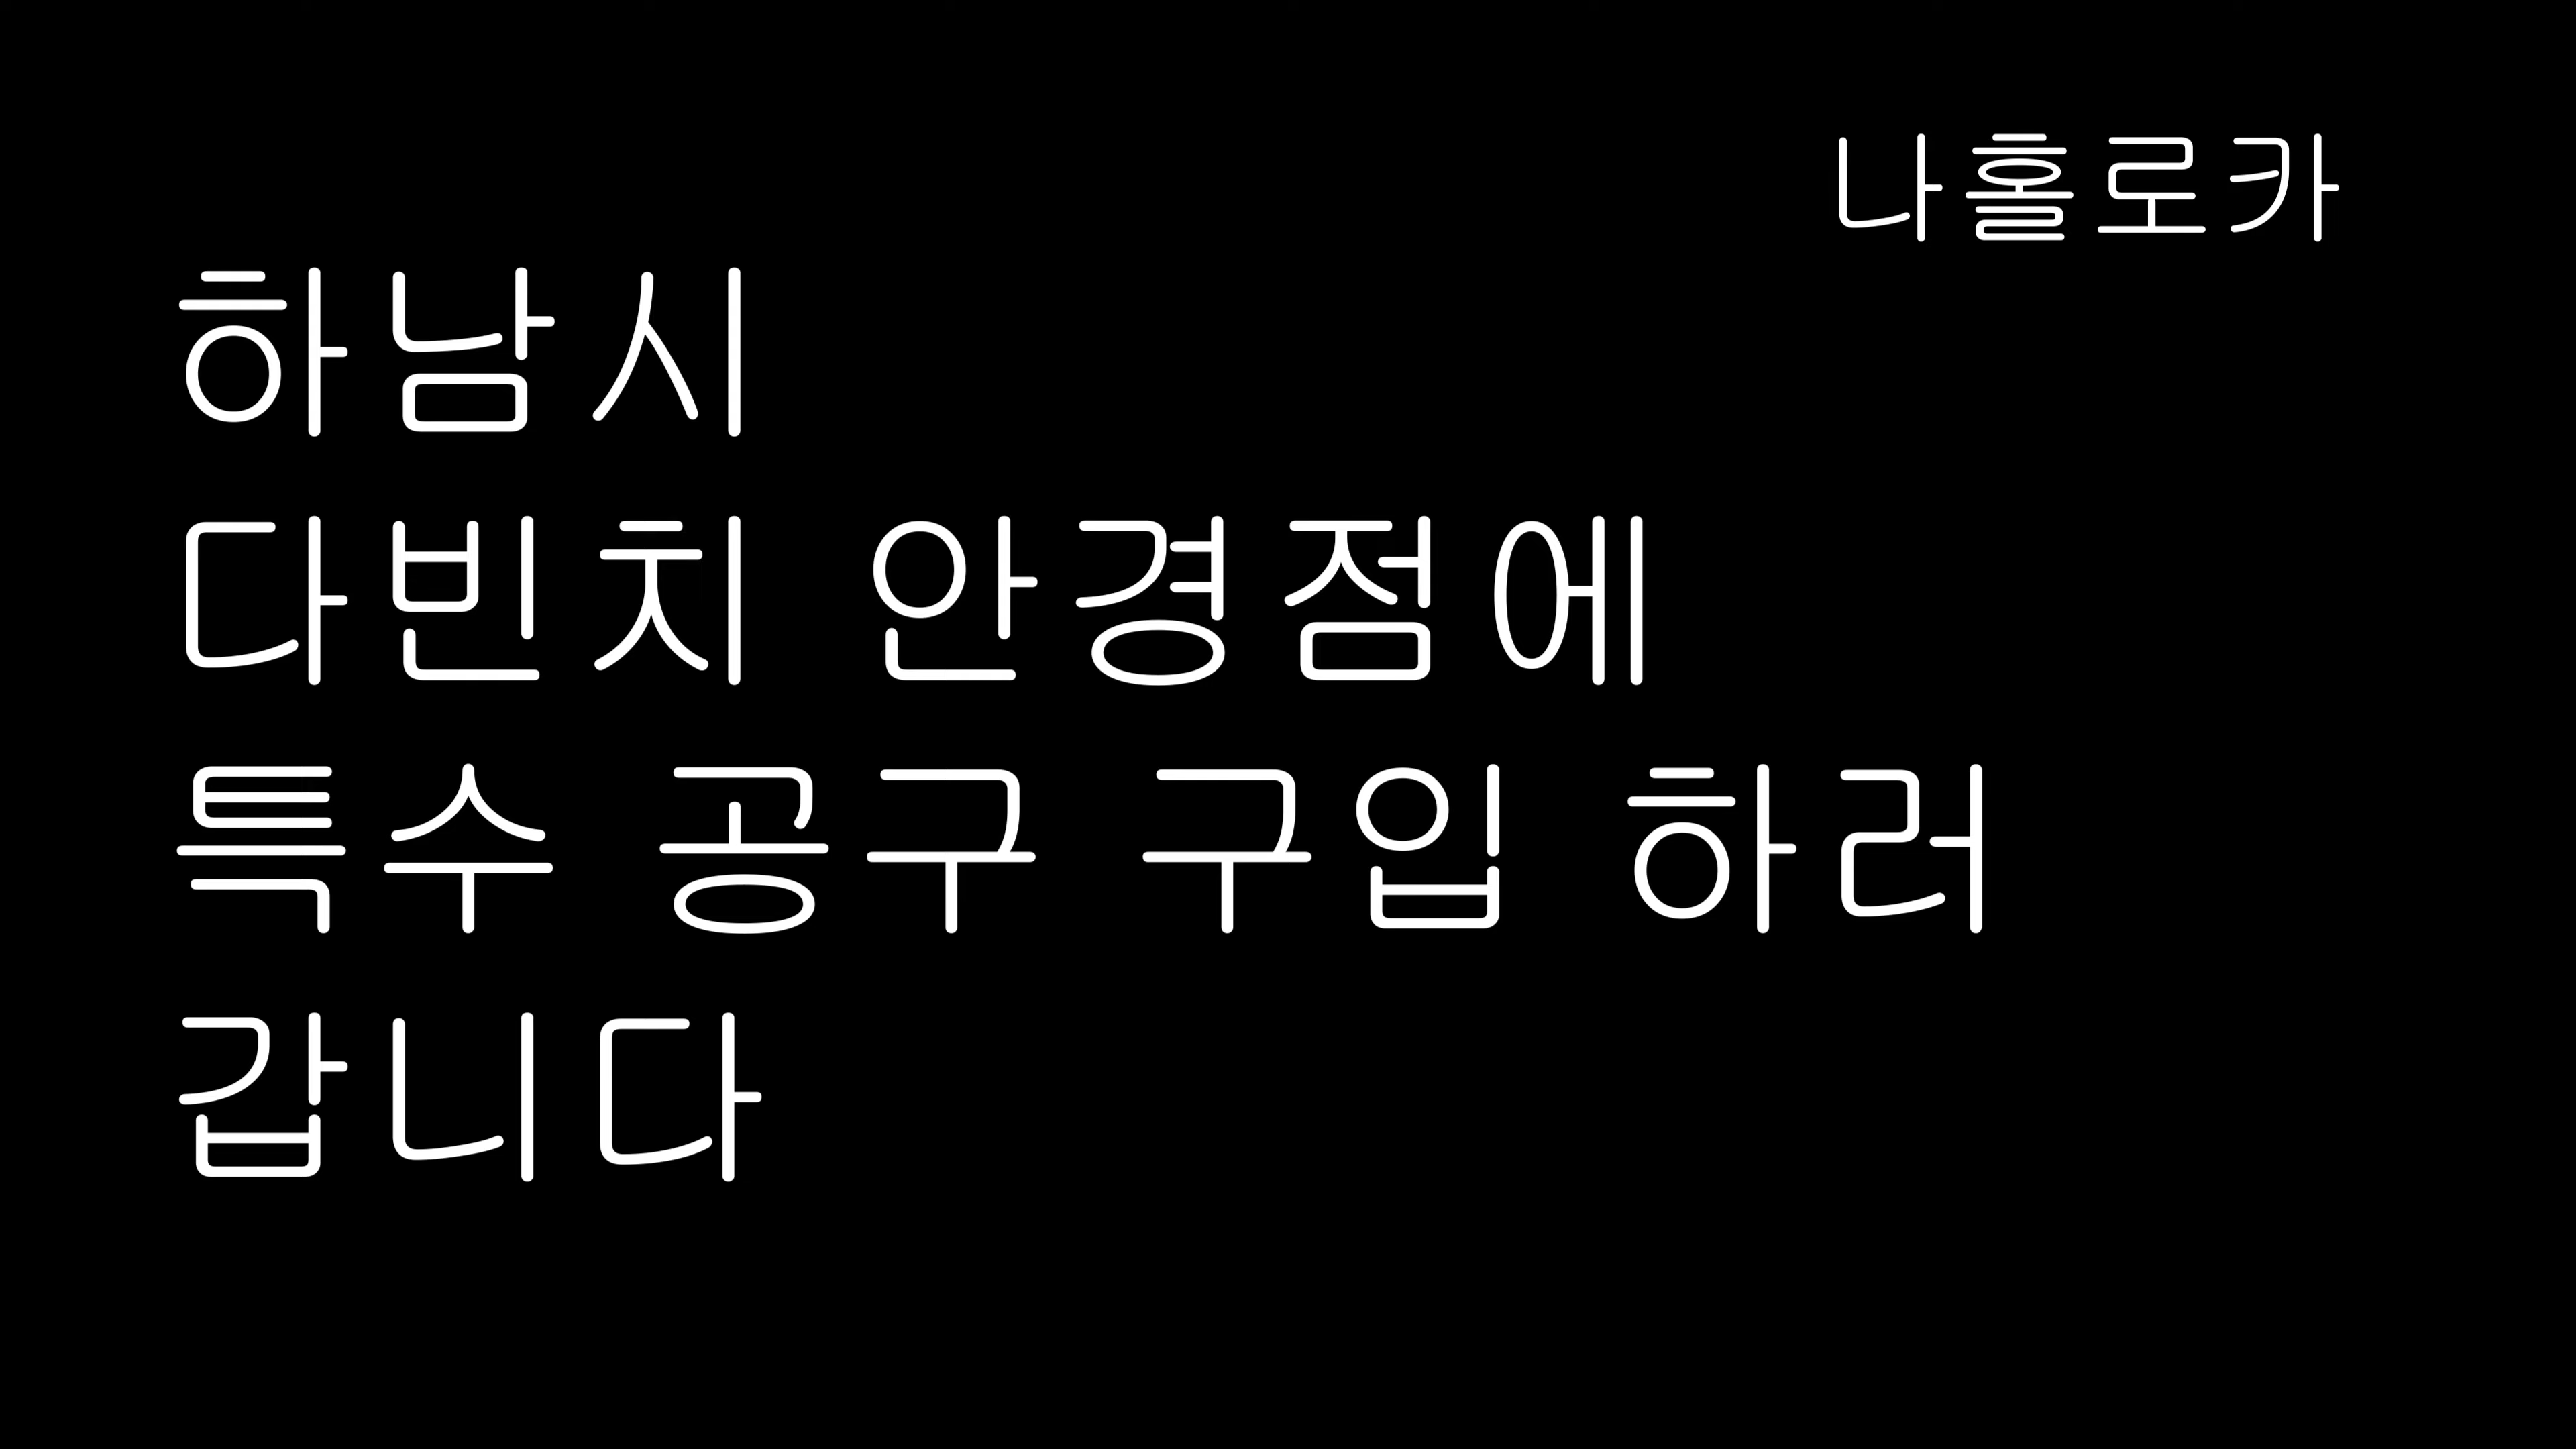 나홀로카
하남시
다빈치 안경점에
특수 공구 구입 하러
갑니다